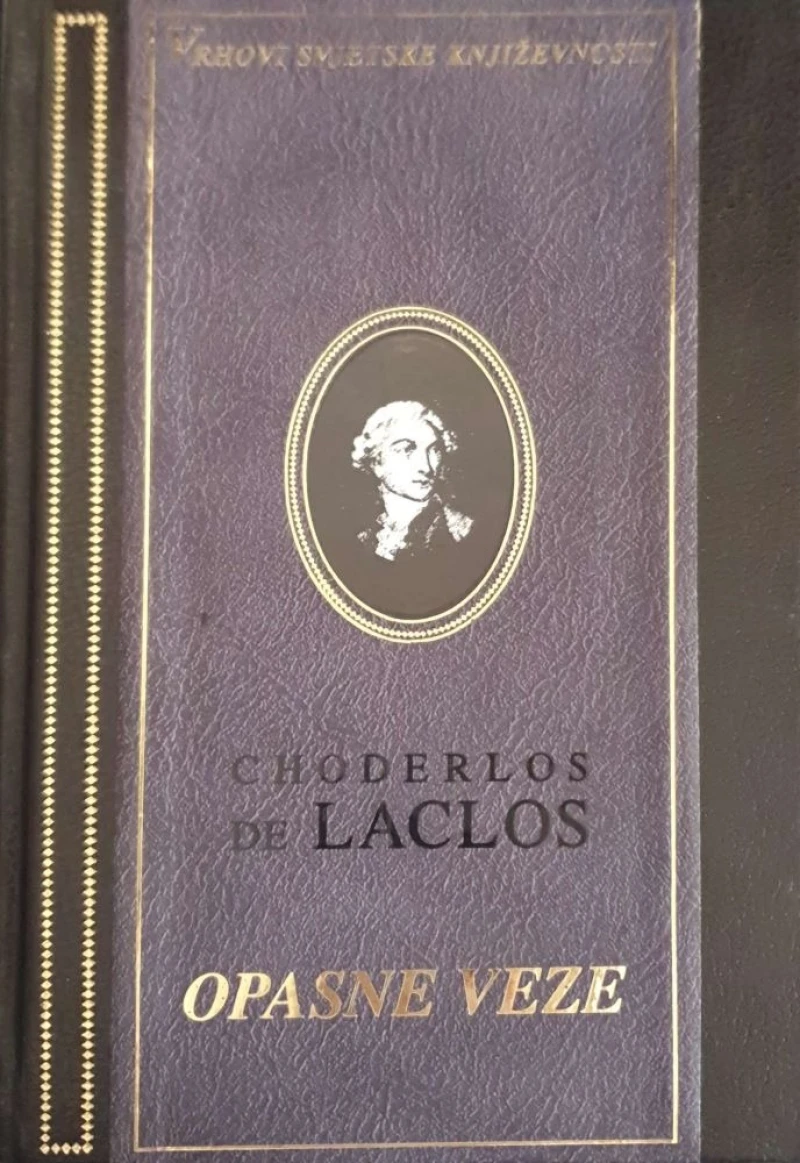 VRHOVI SVJETSKE KNJIŽEVNOSTI
CHODERLOS
DE LACLOS
OPASNE VEZE